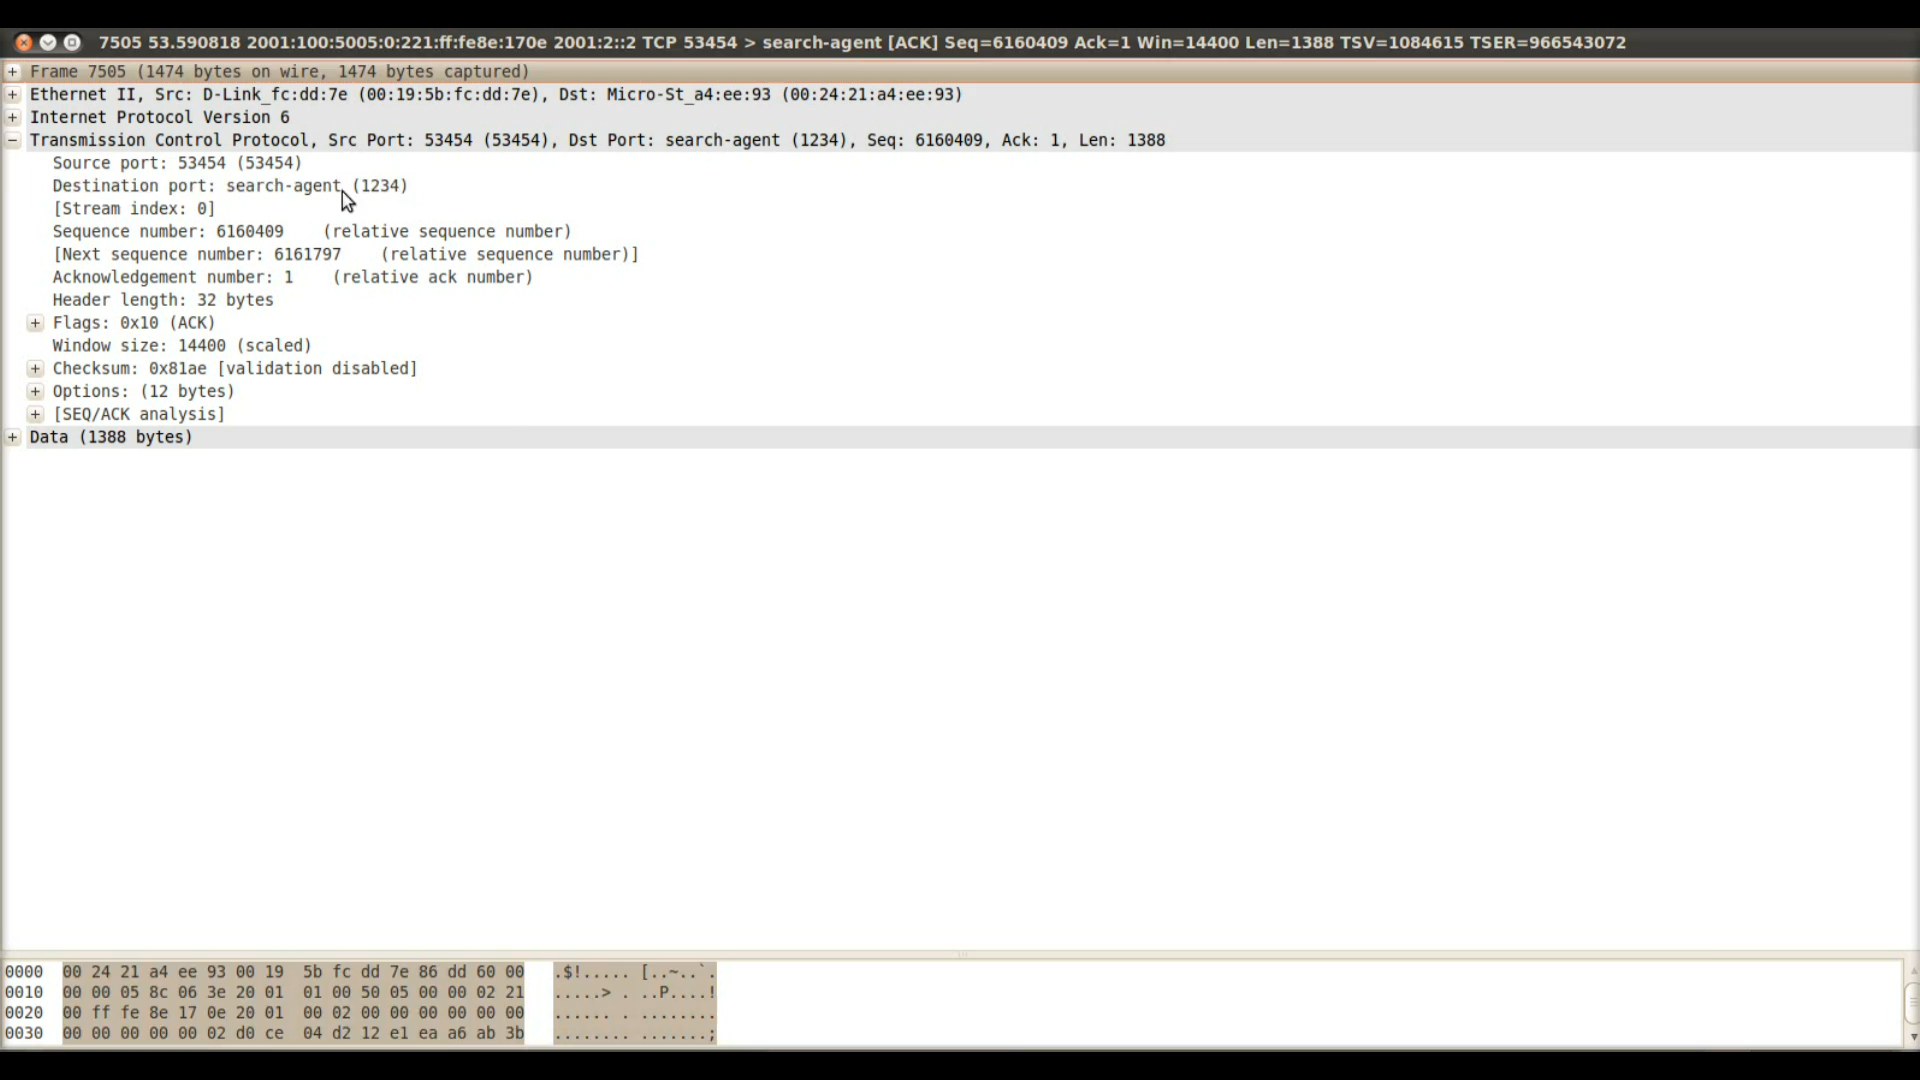 7505 53.590818 2001:100:5005:0:221:ff:fe8e:170e 2001:2::2 TCP 53454 > search-agent [ACK] Seq=6160409 Ack=1 Win=14400 Len=1388 TSV=1084615 TSER=966543072
Frame 7505 (1474 bytes on wire, 1474 bytes captured)
Ethernet II, Src: D-Link_fc:dd:7e (00:19:5b:fc:dd:7e), Dst: Micro-St_a4:ee:93 (00:24:21:a4:ee:93)
Internet Protocol Version 6
Transmission Control Protocol, Src Port: 53454 (53454), Dst Port: search-agent (1234), Seq: 6160409, Ack: 1, Len: 1388
Source port: 53454 (53454)
Destination port: search-agent (1234)
[Stream index: 0]
Sequence number: 6160409    (relative sequence number)
[Next sequence number: 6161797    (relative sequence number)]
Acknowledgement number: 1    (relative ack number)
Header length: 32 bytes
Flags: 0x10 (ACK)
Window size: 14400 (scaled)
Checksum: 0x81ae [validation disabled]
Options: (12 bytes)
[SEQ/ACK analysis]
Data (1388 bytes)
0000  00 24 21 a4 ee 93 00 19  5b fc dd 7e 86 dd 60 00   .$!..... [..~..`.
0010  00 00 05 8c 06 3e 20 01  01 00 50 05 00 00 02 21   .....> . ..P....!
0020  00 ff fe 8e 17 0e 20 01  00 02 00 00 00 00 00 00   ...... . ........
0030  00 00 00 00 00 02 d0 ce  04 d2 12 e1 ea a6 ab 3b   ........ .......;